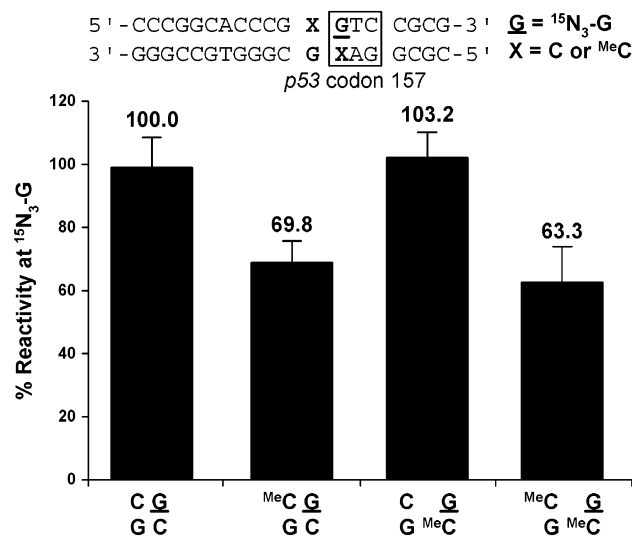 5'-CCCGGCACCCG X GTC CGCG-3' G = ¹⁵N₃-G
3'-GGGCCGTGGGC G XAG GCGC-5' X = C or ᴹᵉC
p53 codon 157
% Reactivity at ¹⁵N₃-G
120
100
80
60
40
20
0
100.0
69.8
103.2
63.3
C G
G C
ᴹᵉC G
G C
C G
G ᴹᵉC
ᴹᵉC G
G ᴹᵉC